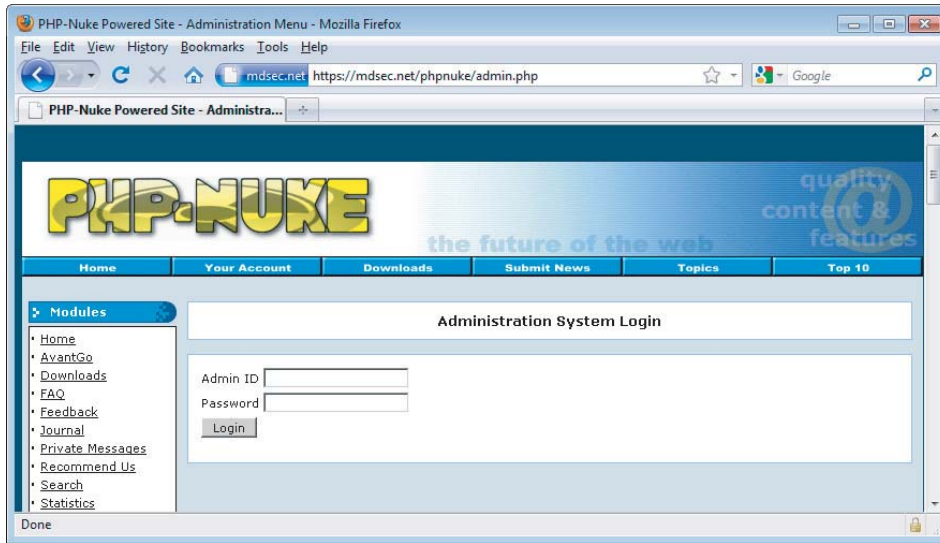 PHP-Nuke Powered Site - Administration Menu - Mozilla Firefox
File Edit View History Bookmarks Tools Help
mdsec.net https://mdsec.net/phpnuke/admin.php
Google
PHP-Nuke Powered Site - Administra...
PHP-NUKE
quality
content &
features
the future of the web
Home Your Account Downloads Submit News Topics Top 10
Modules
Administration System Login
· Home
· AvantGo
· Downloads
· FAQ
· Feedback
· Journal
· Private Messages
· Recommend Us
· Search
· Statistics
Admin ID
Password
Login
Done